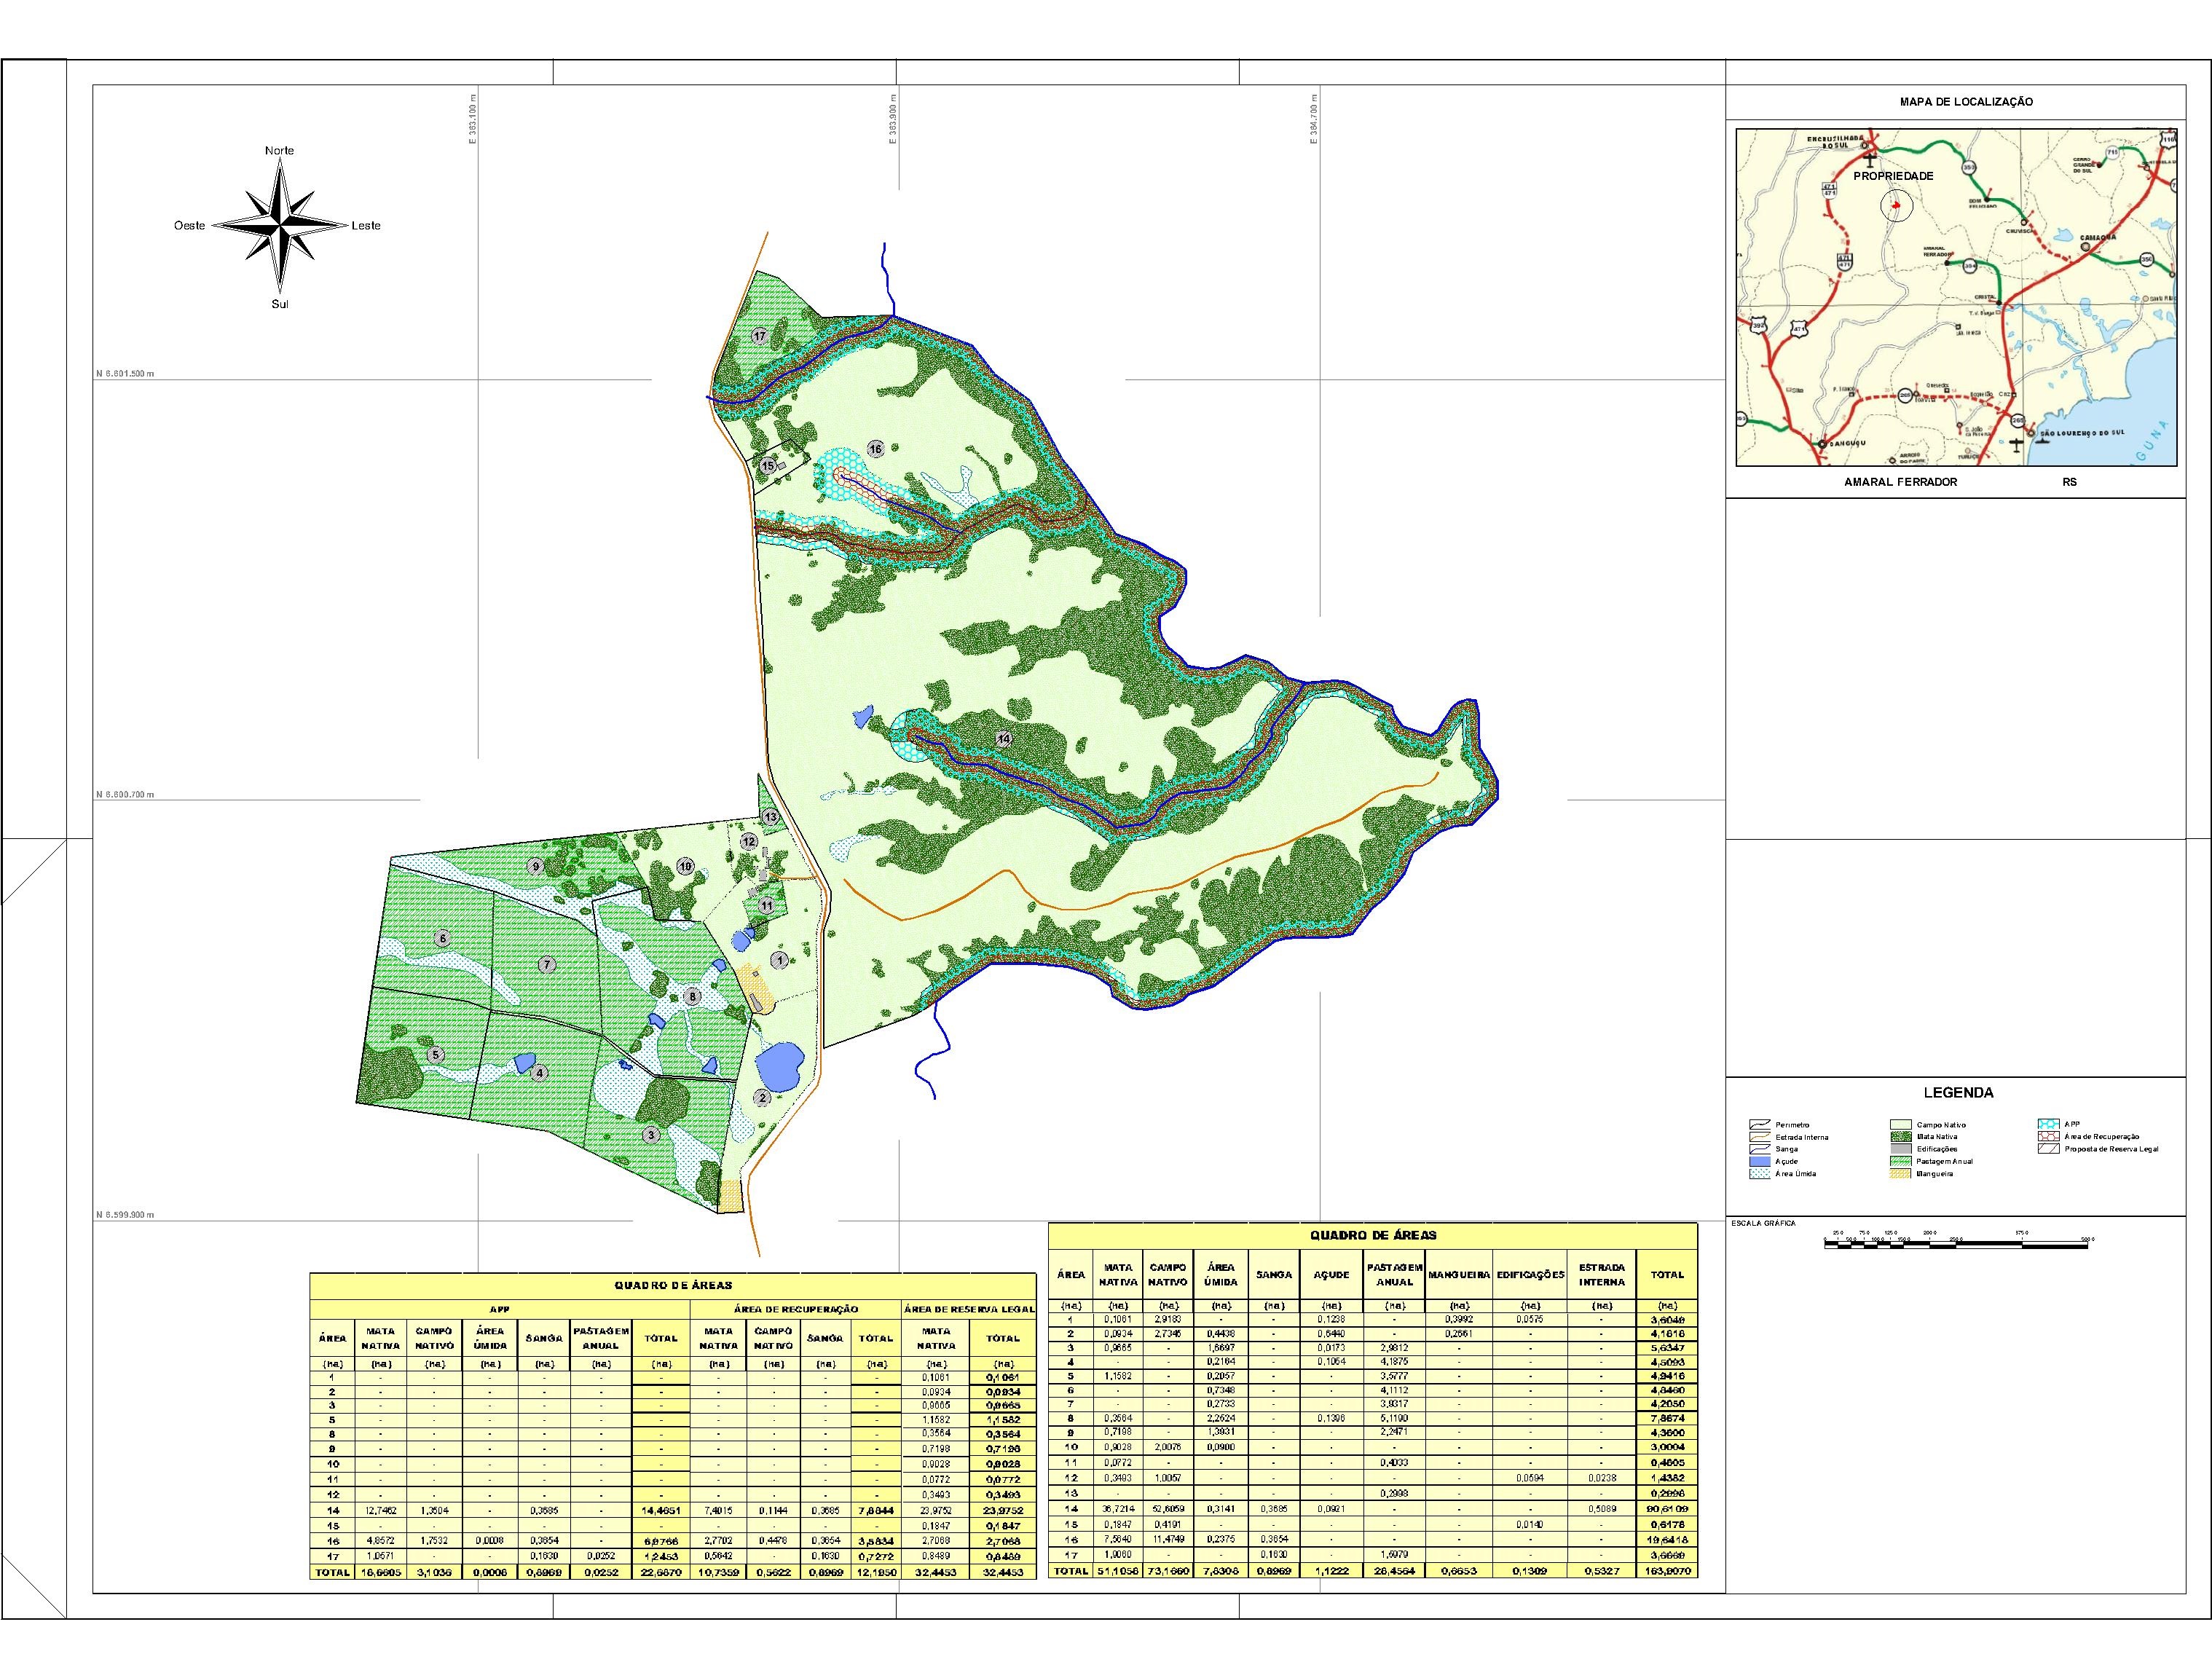 MAPA DE LOCALIZAÇÃO
E 363.100 m
E 363.900 m
E 364.700 m
Norte
Oeste
Leste
Sul
N 6.601.500 m
N 6.600.700 m
N 6.599.900 m
ENCRUZILHADA
DO SUL
PROPRIEDADE
CERRO
GRANDE
DO SUL
DOM
FELICIANO
CHUVISCA
CAMAQUÃ
AMARAL
FERRADOR
CRISTAL
CANGUÇU
SÃO LOURENÇO DO SUL
AMARAL FERRADOR RS
17
16
15
14
13
12
9
10
11
6
7
1
8
5
4
2
3
LEGENDA
Perímetro
Estrada Interna
Sanga
Açude
Área Úmida
Campo Nativo
Mata Nativa
Edificações
Pastagem Anual
Mangueira
APP
Área de Recuperação
Proposta de Reserva Legal
ESCALA GRÁFICA
QUADRO DE ÁREAS
APP ÁREA DE RECUPERAÇÃO ÁREA DE RESERVA LEGAL
ÁREA MATA NATIVA CAMPO NATIVO ÁREA ÚMIDA SANGA PASTAGEM ANUAL TOTAL MATA NATIVA CAMPO NATIVO SANGA TOTAL MATA NATIVA TOTAL
(ha) (ha) (ha) (ha) (ha) (ha) (ha) (ha) (ha) (ha) (ha) (ha)
1 - - - - - - - - - - 0,1061 0,1061
2 - - - - - - - - - - 0,0934 0,0934
3 - - - - - - - - - - 0,9665 0,9665
5 - - - - - - - - - - 1,1582 1,1582
8 - - - - - - - - - - 0,3564 0,3564
9 - - - - - - - - - - 0,7198 0,7198
10 - - - - - - - - - - 0,9028 0,9028
11 - - - - - - - - - - 0,0772 0,0772
12 - - - - - - - - - - 0,3493 0,3493
14 12,7462 1,3504 - 0,3685 - 14,4651 7,4015 0,1144 0,3685 7,8844 23,9752 23,9752
15 - - - - - - - - - - 0,1847 0,1847
16 4,8572 1,7532 0,0008 0,3654 - 6,9766 2,7702 0,4478 0,3654 3,5834 2,7068 2,7068
17 1,0571 - - 0,1630 0,0252 1,2453 0,5642 - 0,1630 0,7272 0,8489 0,8489
TOTAL 18,6605 3,1036 0,0008 0,8969 0,0252 22,6870 10,7359 0,5622 0,8969 12,1950 32,4453 32,4453
QUADRO DE ÁREAS
ÁREA MATA NATIVA CAMPO NATIVO ÁREA ÚMIDA SANGA AÇUDE PASTAGEM ANUAL MANGUEIRA EDIFICAÇÕES ESTRADA INTERNA TOTAL
(ha) (ha) (ha) (ha) (ha) (ha) (ha) (ha) (ha) (ha) (ha)
1 0,1061 2,9183 - - 0,1238 - 0,3992 0,0575 - 3,6049
2 0,0934 2,7345 0,4438 - 0,6440 - 0,2661 - - 4,1818
3 0,9665 - 1,6697 - 0,0173 2,9812 - - - 5,6347
4 - - 0,2164 - 0,1054 4,1875 - - - 4,5093
5 1,1582 - 0,2057 - - 3,5777 - - - 4,9416
6 - - 0,7348 - - 4,1112 - - - 4,8460
7 - - 0,2733 - - 3,9317 - - - 4,2050
8 0,3564 - 2,2524 - 0,1396 5,1190 - - - 7,8674
9 0,7198 - 1,3931 - - 2,2471 - - - 4,3600
10 0,9028 2,0076 0,0900 - - - - - - 3,0004
11 0,0772 - - - - 0,4033 - - - 0,4805
12 0,3493 1,0057 - - - - - 0,0594 0,0238 1,4382
13 - - - - - 0,2998 - - - 0,2998
14 36,7214 52,6059 0,3141 0,3685 0,0921 - - - 0,5089 90,6109
15 0,1847 0,4191 - - - - - 0,0140 - 0,6178
16 7,5640 11,4749 0,2375 0,3654 - - - - - 19,6418
17 1,9060 - - 0,1630 - 1,5979 - - - 3,6669
TOTAL 51,1058 73,1660 7,8308 0,8969 1,1222 28,4564 0,6653 0,1309 0,5327 163,9070